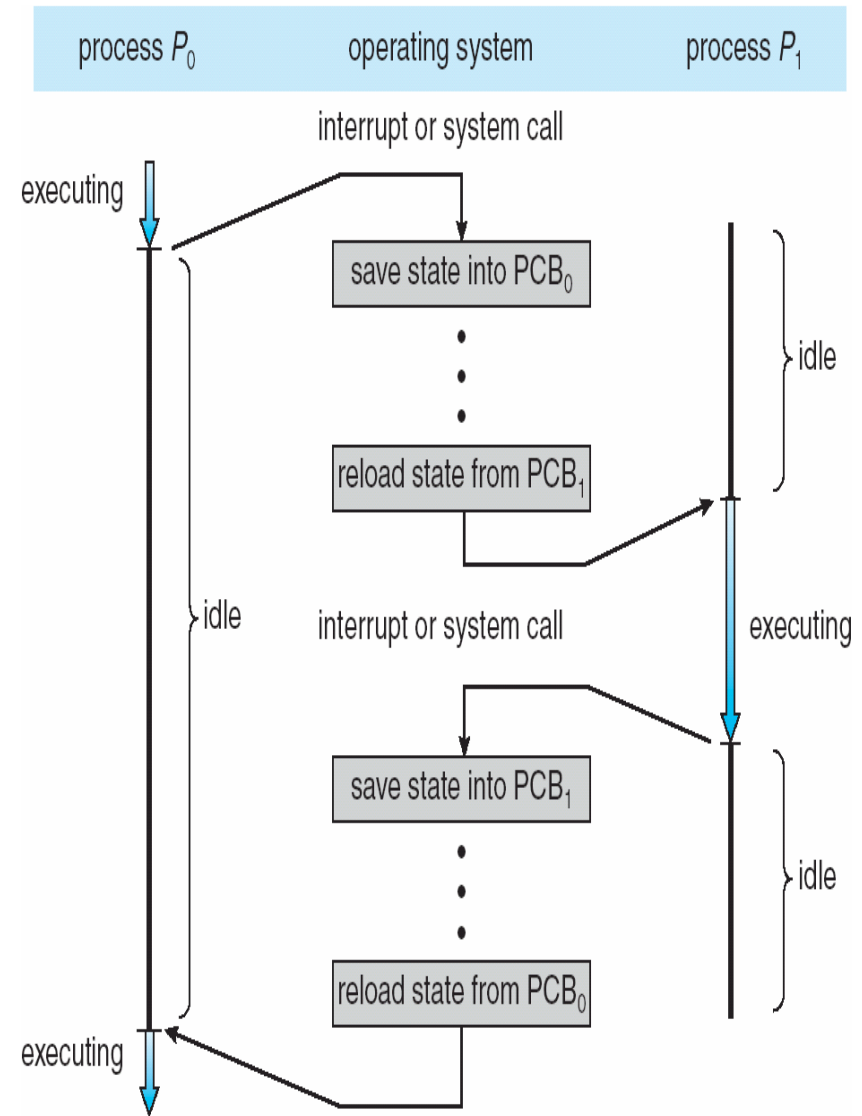 process P₀ operating system process P₁
interrupt or system call
executing
save state into PCB₀
idle
reload state from PCB₁
idle
interrupt or system call
executing
save state into PCB₁
idle
reload state from PCB₀
executing